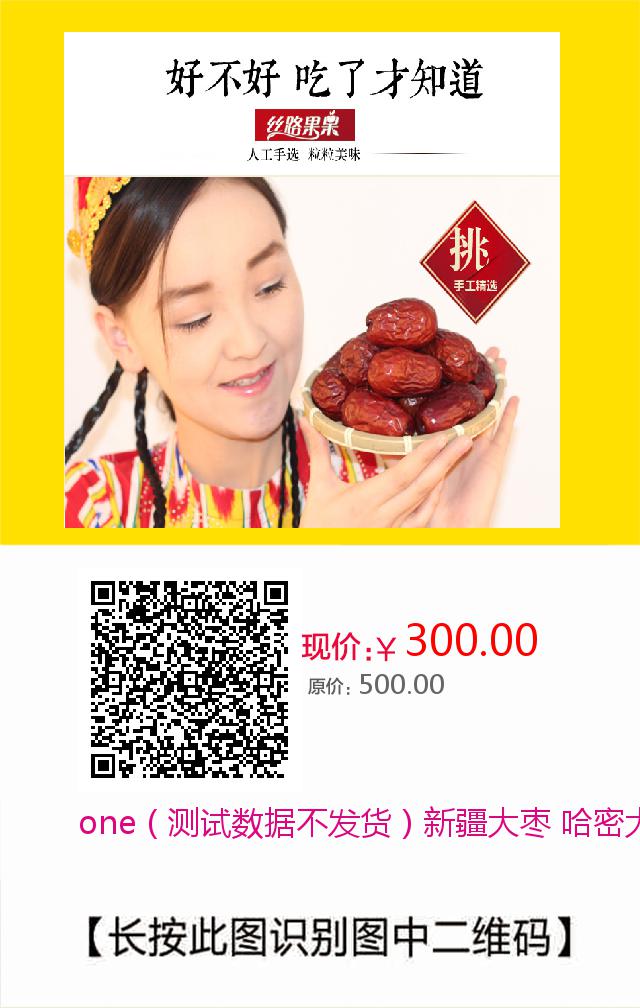 好不好 吃了才知道
丝路果果
人工手选 粒粒美味
挑
手工精选
现价:¥ 300.00
原价: 500.00
one（测试数据不发货）新疆大枣 哈密大
【长按此图识别图中二维码】